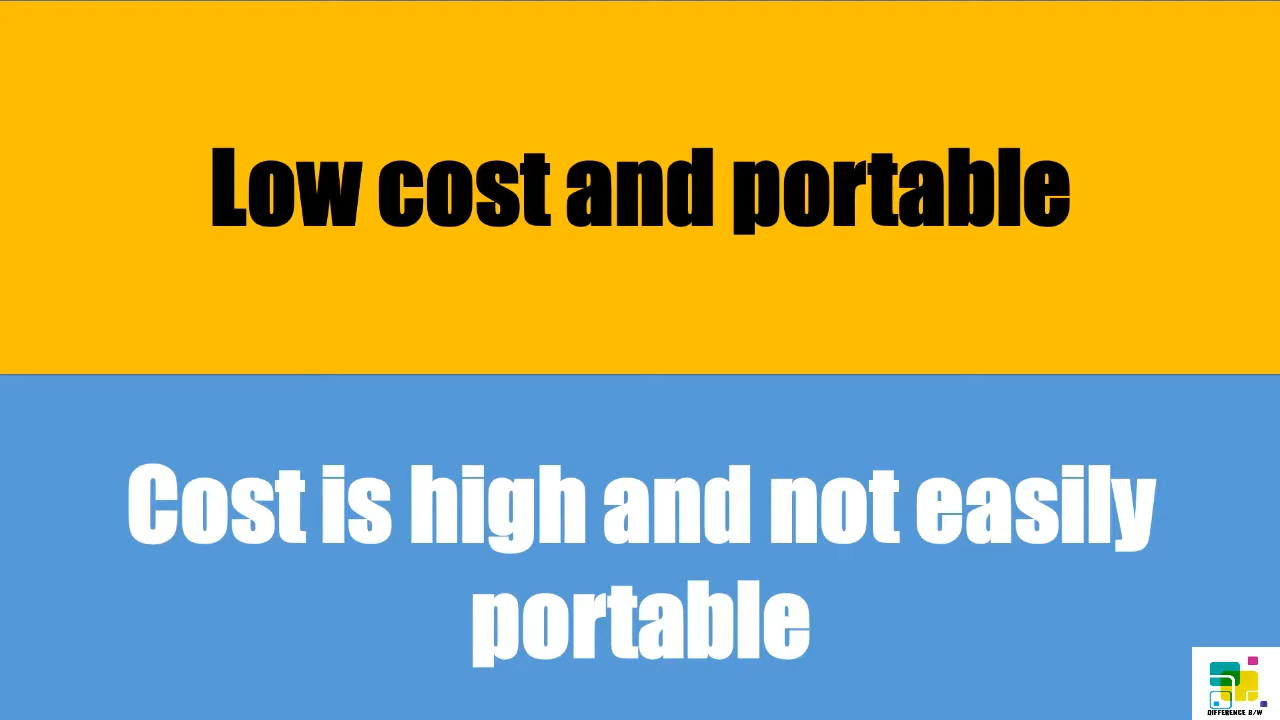 Low cost and portable
Cost is high and not easily
portable
DIFFERENCE B/W